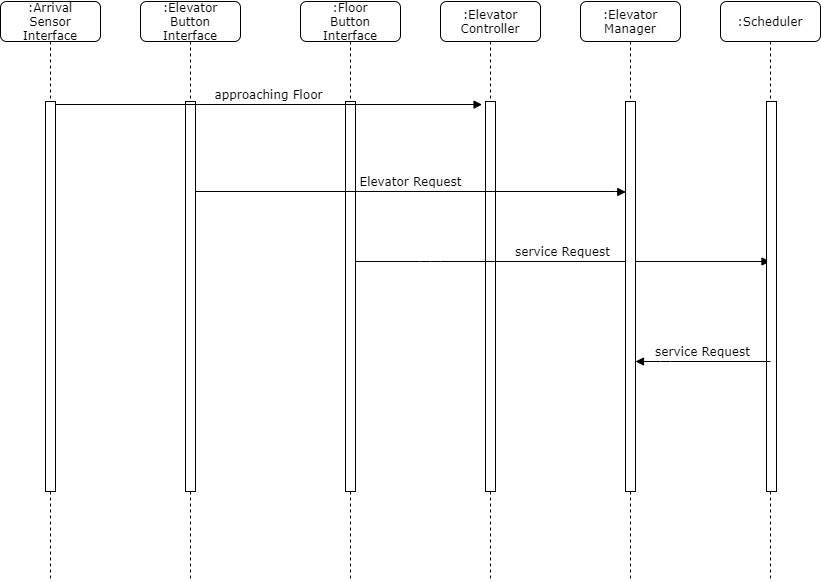 :Arrival
Sensor
Interface
:Elevator
Button
Interface
:Floor
Button
Interface
:Elevator
Controller
:Elevator
Manager
:Scheduler
approaching Floor
Elevator Request
service Request
service Request